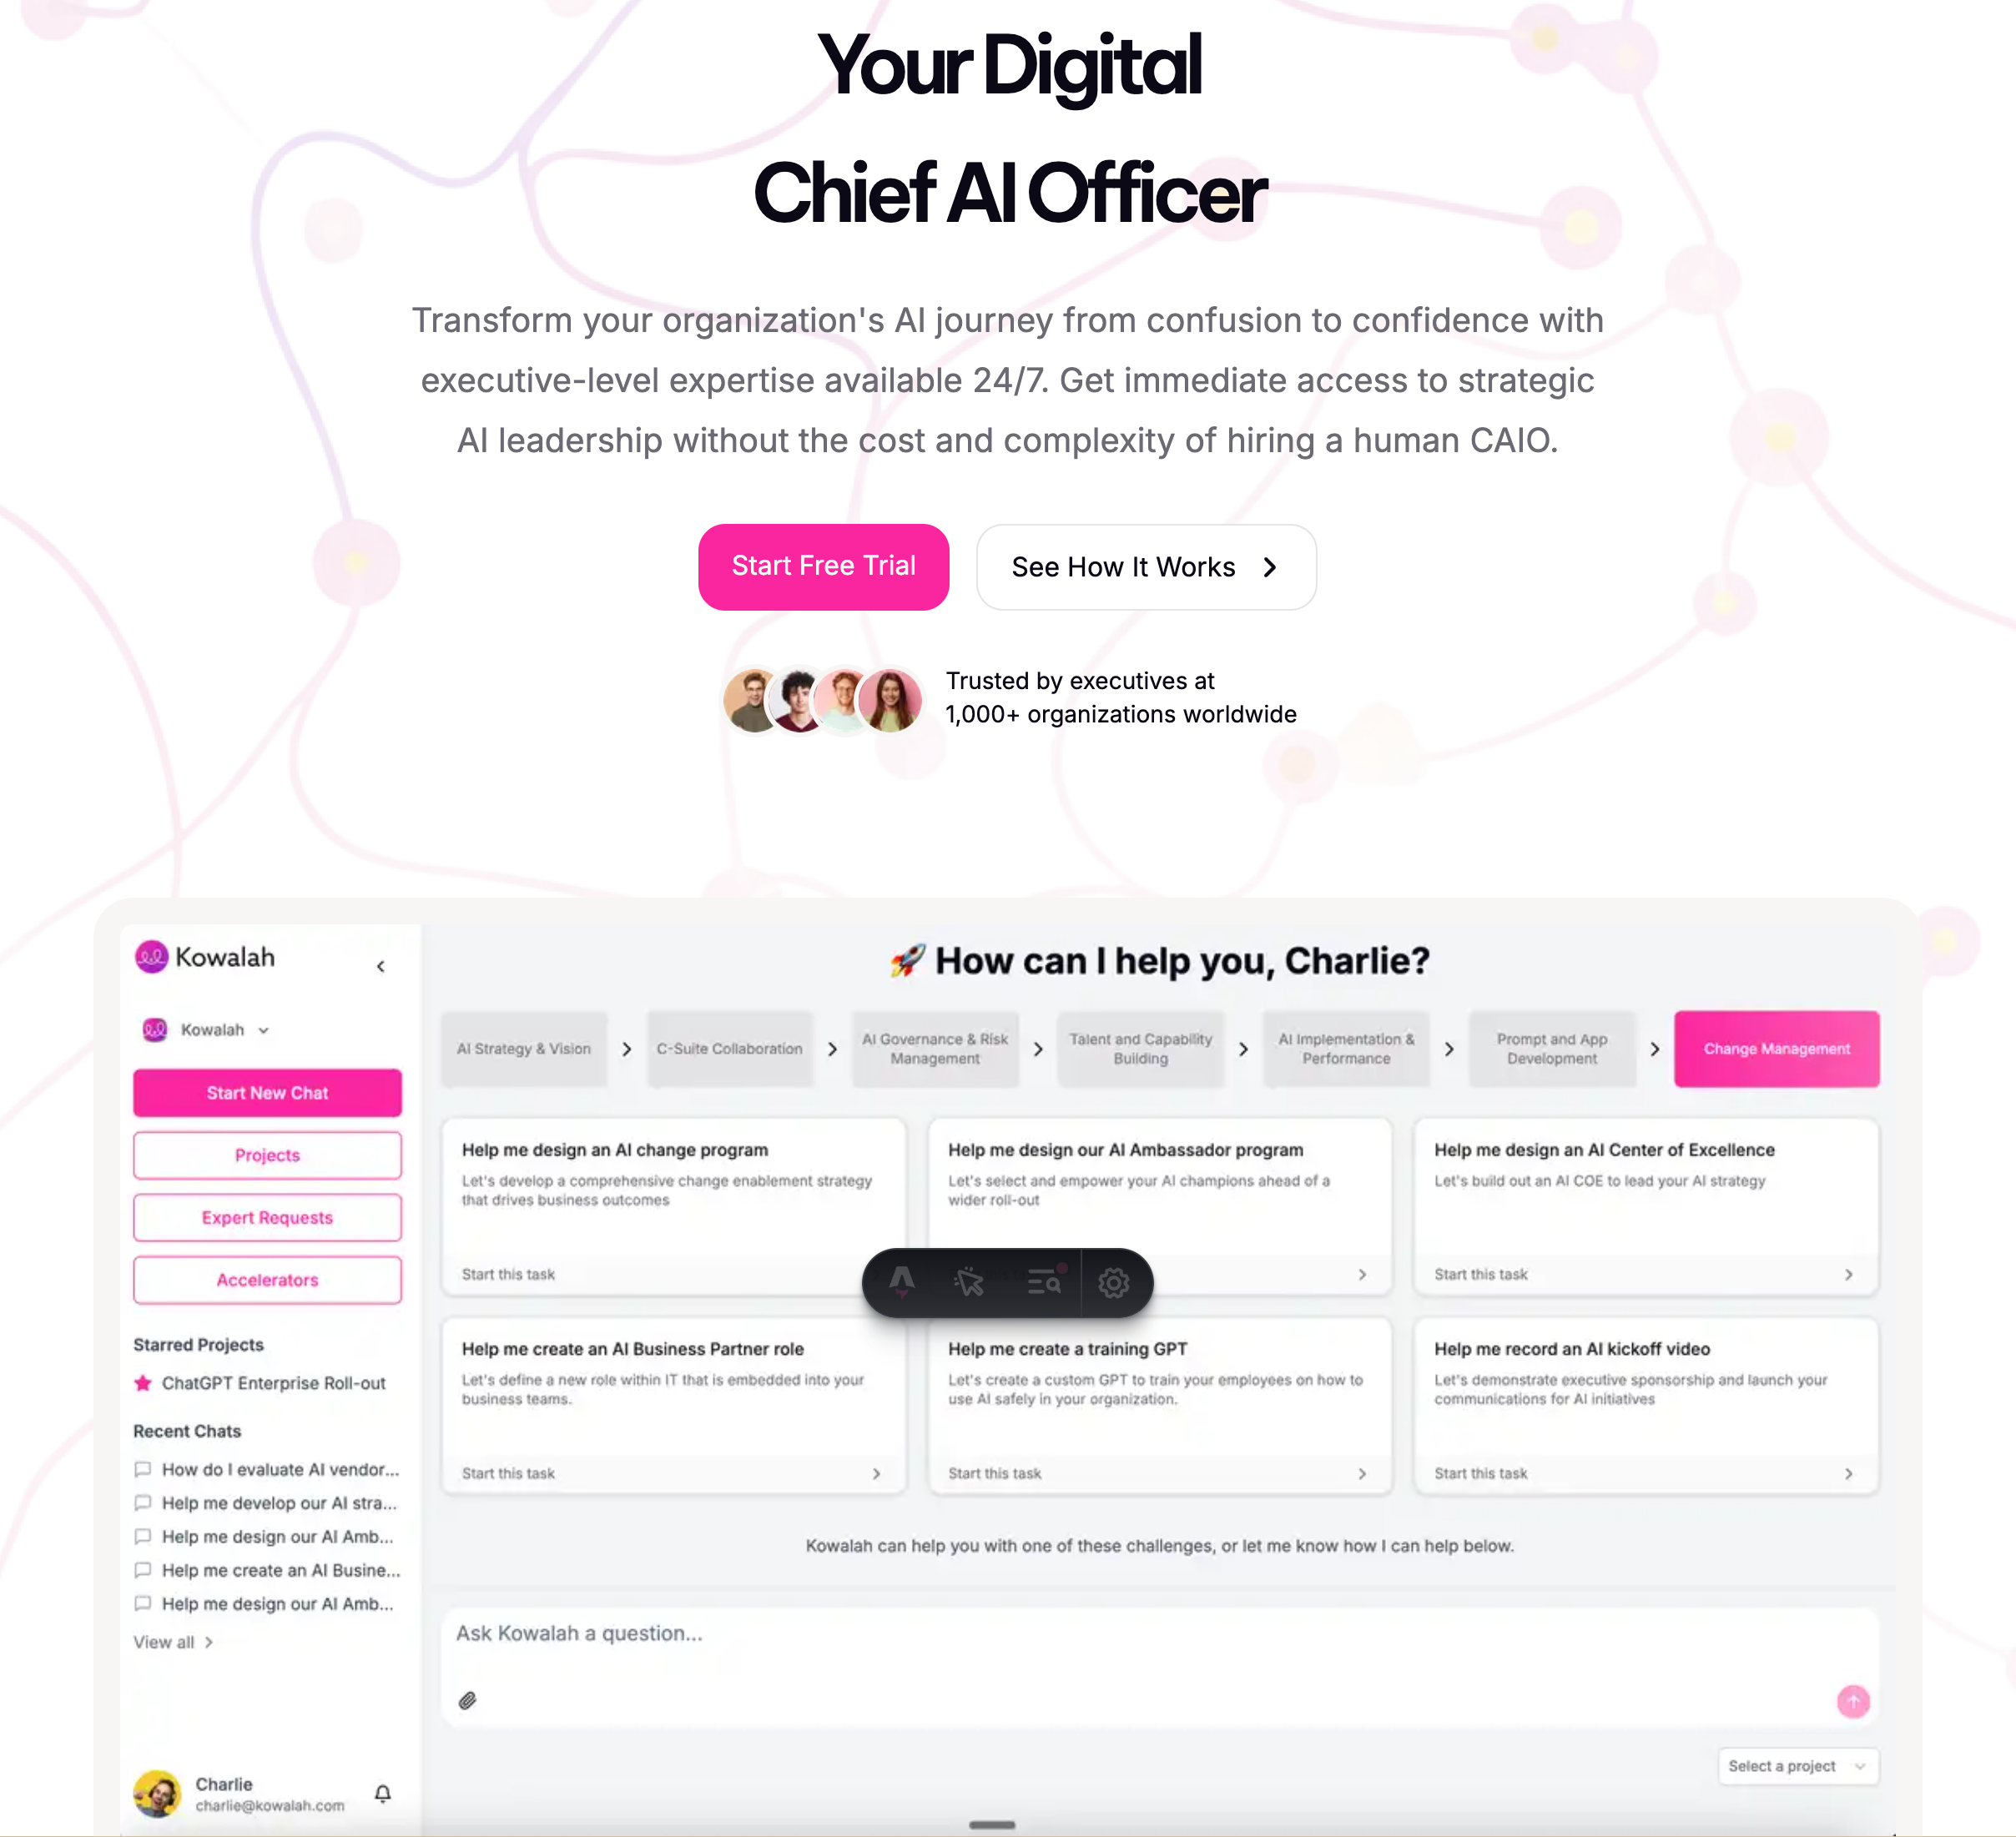 Your Digital
Chief AI Officer
Transform your organization's AI journey from confusion to confidence with
executive-level expertise available 24/7. Get immediate access to strategic
AI leadership without the cost and complexity of hiring a human CAIO.
Start Free Trial
See How It Works
Trusted by executives at
1,000+ organizations worldwide
Kowalah
Kowalah
Start New Chat
Projects
Expert Requests
Accelerators
Starred Projects
ChatGPT Enterprise Roll-out
Recent Chats
How do I evaluate AI vendor...
Help me develop our AI stra...
Help me design our AI Amb...
Help me create an AI Busine...
Help me design our AI Amb...
View all
Charlie
charlie@kowalah.com
🚀 How can I help you, Charlie?
AI Strategy & Vision
C-Suite Collaboration
AI Governance & Risk
Management
Talent and Capability
Building
AI Implementation &
Performance
Prompt and App
Development
Change Management
Help me design an AI change program
Let's develop a comprehensive change enablement strategy
that drives business outcomes
Start this task
Help me design our AI Ambassador program
Let's select and empower your AI champions ahead of a
wider roll-out
Help me design an AI Center of Excellence
Let's build out an AI COE to lead your AI strategy
Start this task
Help me create an AI Business Partner role
Let's define a new role within IT that is embedded into your
business teams.
Start this task
Help me create a training GPT
Let's create a custom GPT to train your employees on how to
use AI safely in your organization.
Start this task
Help me record an AI kickoff video
Let's demonstrate executive sponsorship and launch your
communications for AI initiatives
Start this task
Kowalah can help you with one of these challenges, or let me know how I can help below.
Ask Kowalah a question...
Select a project